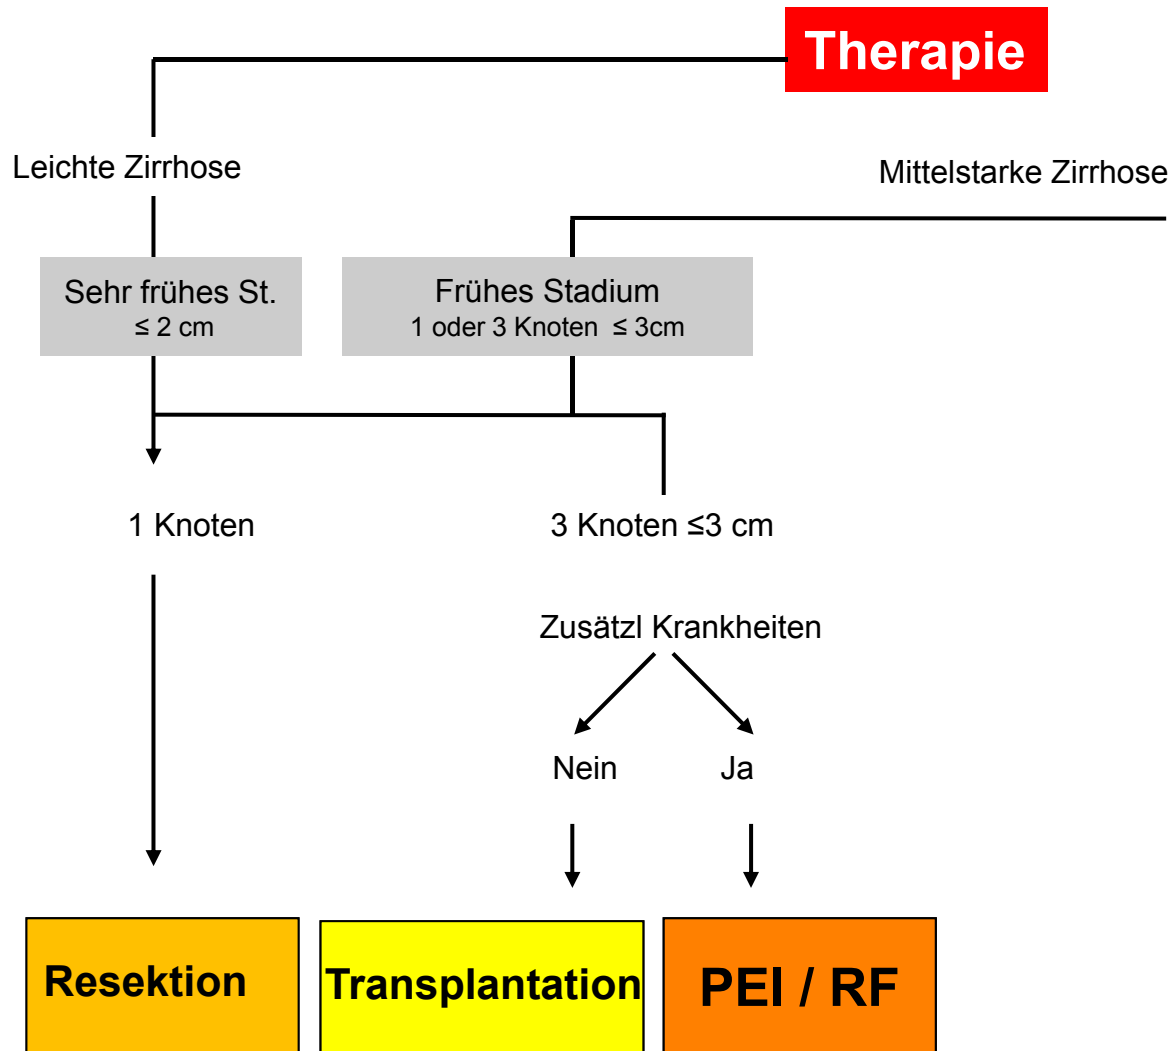 Therapie
Leichte Zirrhose
Mittelstarke Zirrhose
Sehr frühes St.
≤ 2 cm
Frühes Stadium
1 oder 3 Knoten ≤ 3cm
1 Knoten
3 Knoten ≤3 cm
Zusätzl Krankheiten
Nein
Ja
Resektion
Transplantation
PEI / RF